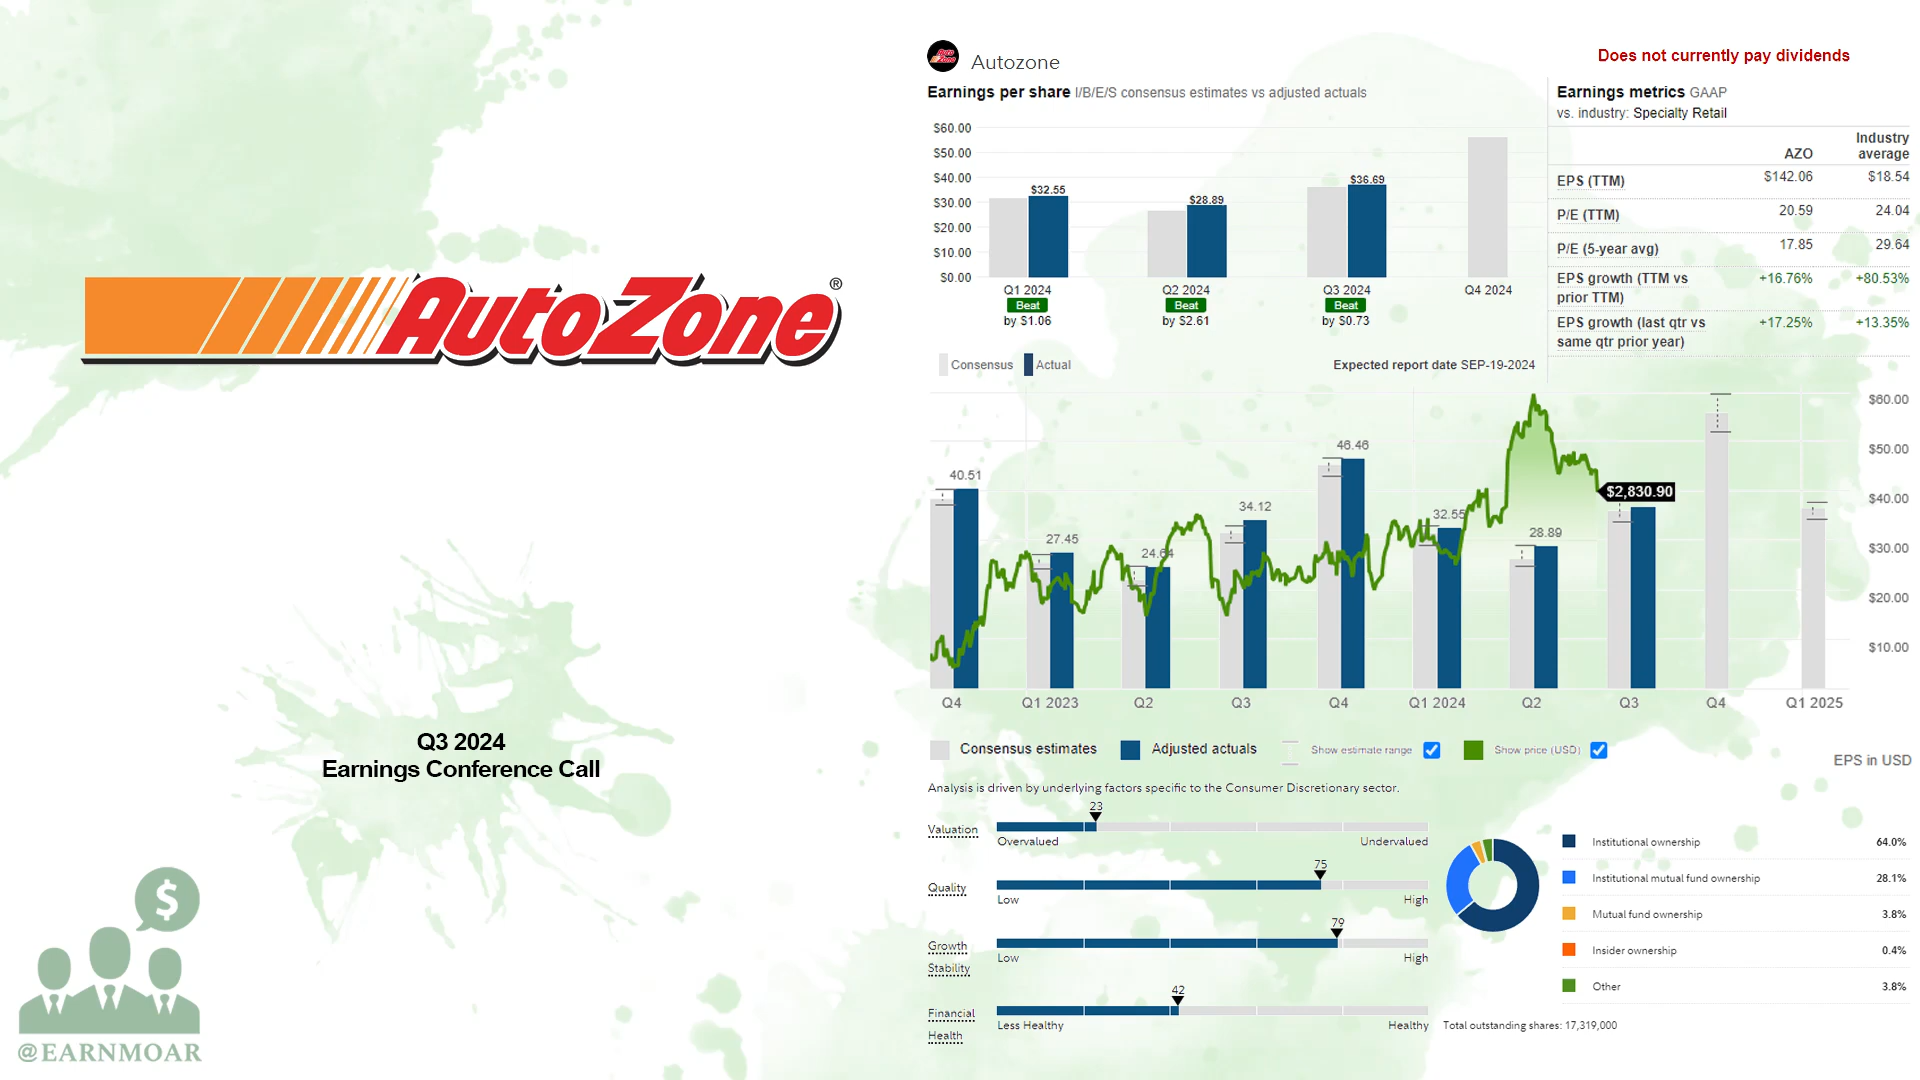 AutoZone®
Q3 2024
Earnings Conference Call
$
@EARNMOAR
Auto Zone
Autozone
Does not currently pay dividends
Earnings per share I/B/E/S consensus estimates vs adjusted actuals
$60.00
$50.00
$40.00
$30.00
$20.00
$10.00
$0.00
$32.55
$28.89
$36.69
Q1 2024
Q2 2024
Q3 2024
Q4 2024
Beat
Beat
Beat
by $1.06
by $2.61
by $0.73
Consensus
Actual
Expected report date SEP-19-2024
Earnings metrics GAAP
vs. industry: Specialty Retail
AZO
Industry average
EPS (TTM) $142.06 $18.54
P/E (TTM) 20.59 24.04
P/E (5-year avg) 17.85 29.64
EPS growth (TTM vs prior TTM) +16.76% +80.53%
EPS growth (last qtr vs same qtr prior year) +17.25% +13.35%
40.51
27.45
24.64
34.12
46.46
32.55
28.89
$2,830.90
$60.00
$50.00
$40.00
$30.00
$20.00
$10.00
Q4
Q1 2023
Q2
Q3
Q4
Q1 2024
Q2
Q3
Q4
Q1 2025
Consensus estimates
Adjusted actuals
Show estimate range
Show price (USD)
EPS in USD
Analysis is driven by underlying factors specific to the Consumer Discretionary sector.
Valuation
23
Overvalued
Undervalued
Quality
75
Low
High
Growth
Stability
79
Low
High
Financial
Health
42
Less Healthy
Healthy
Institutional ownership 64.0%
Institutional mutual fund ownership 28.1%
Mutual fund ownership 3.8%
Insider ownership 0.4%
Other 3.8%
Total outstanding shares: 17,319,000